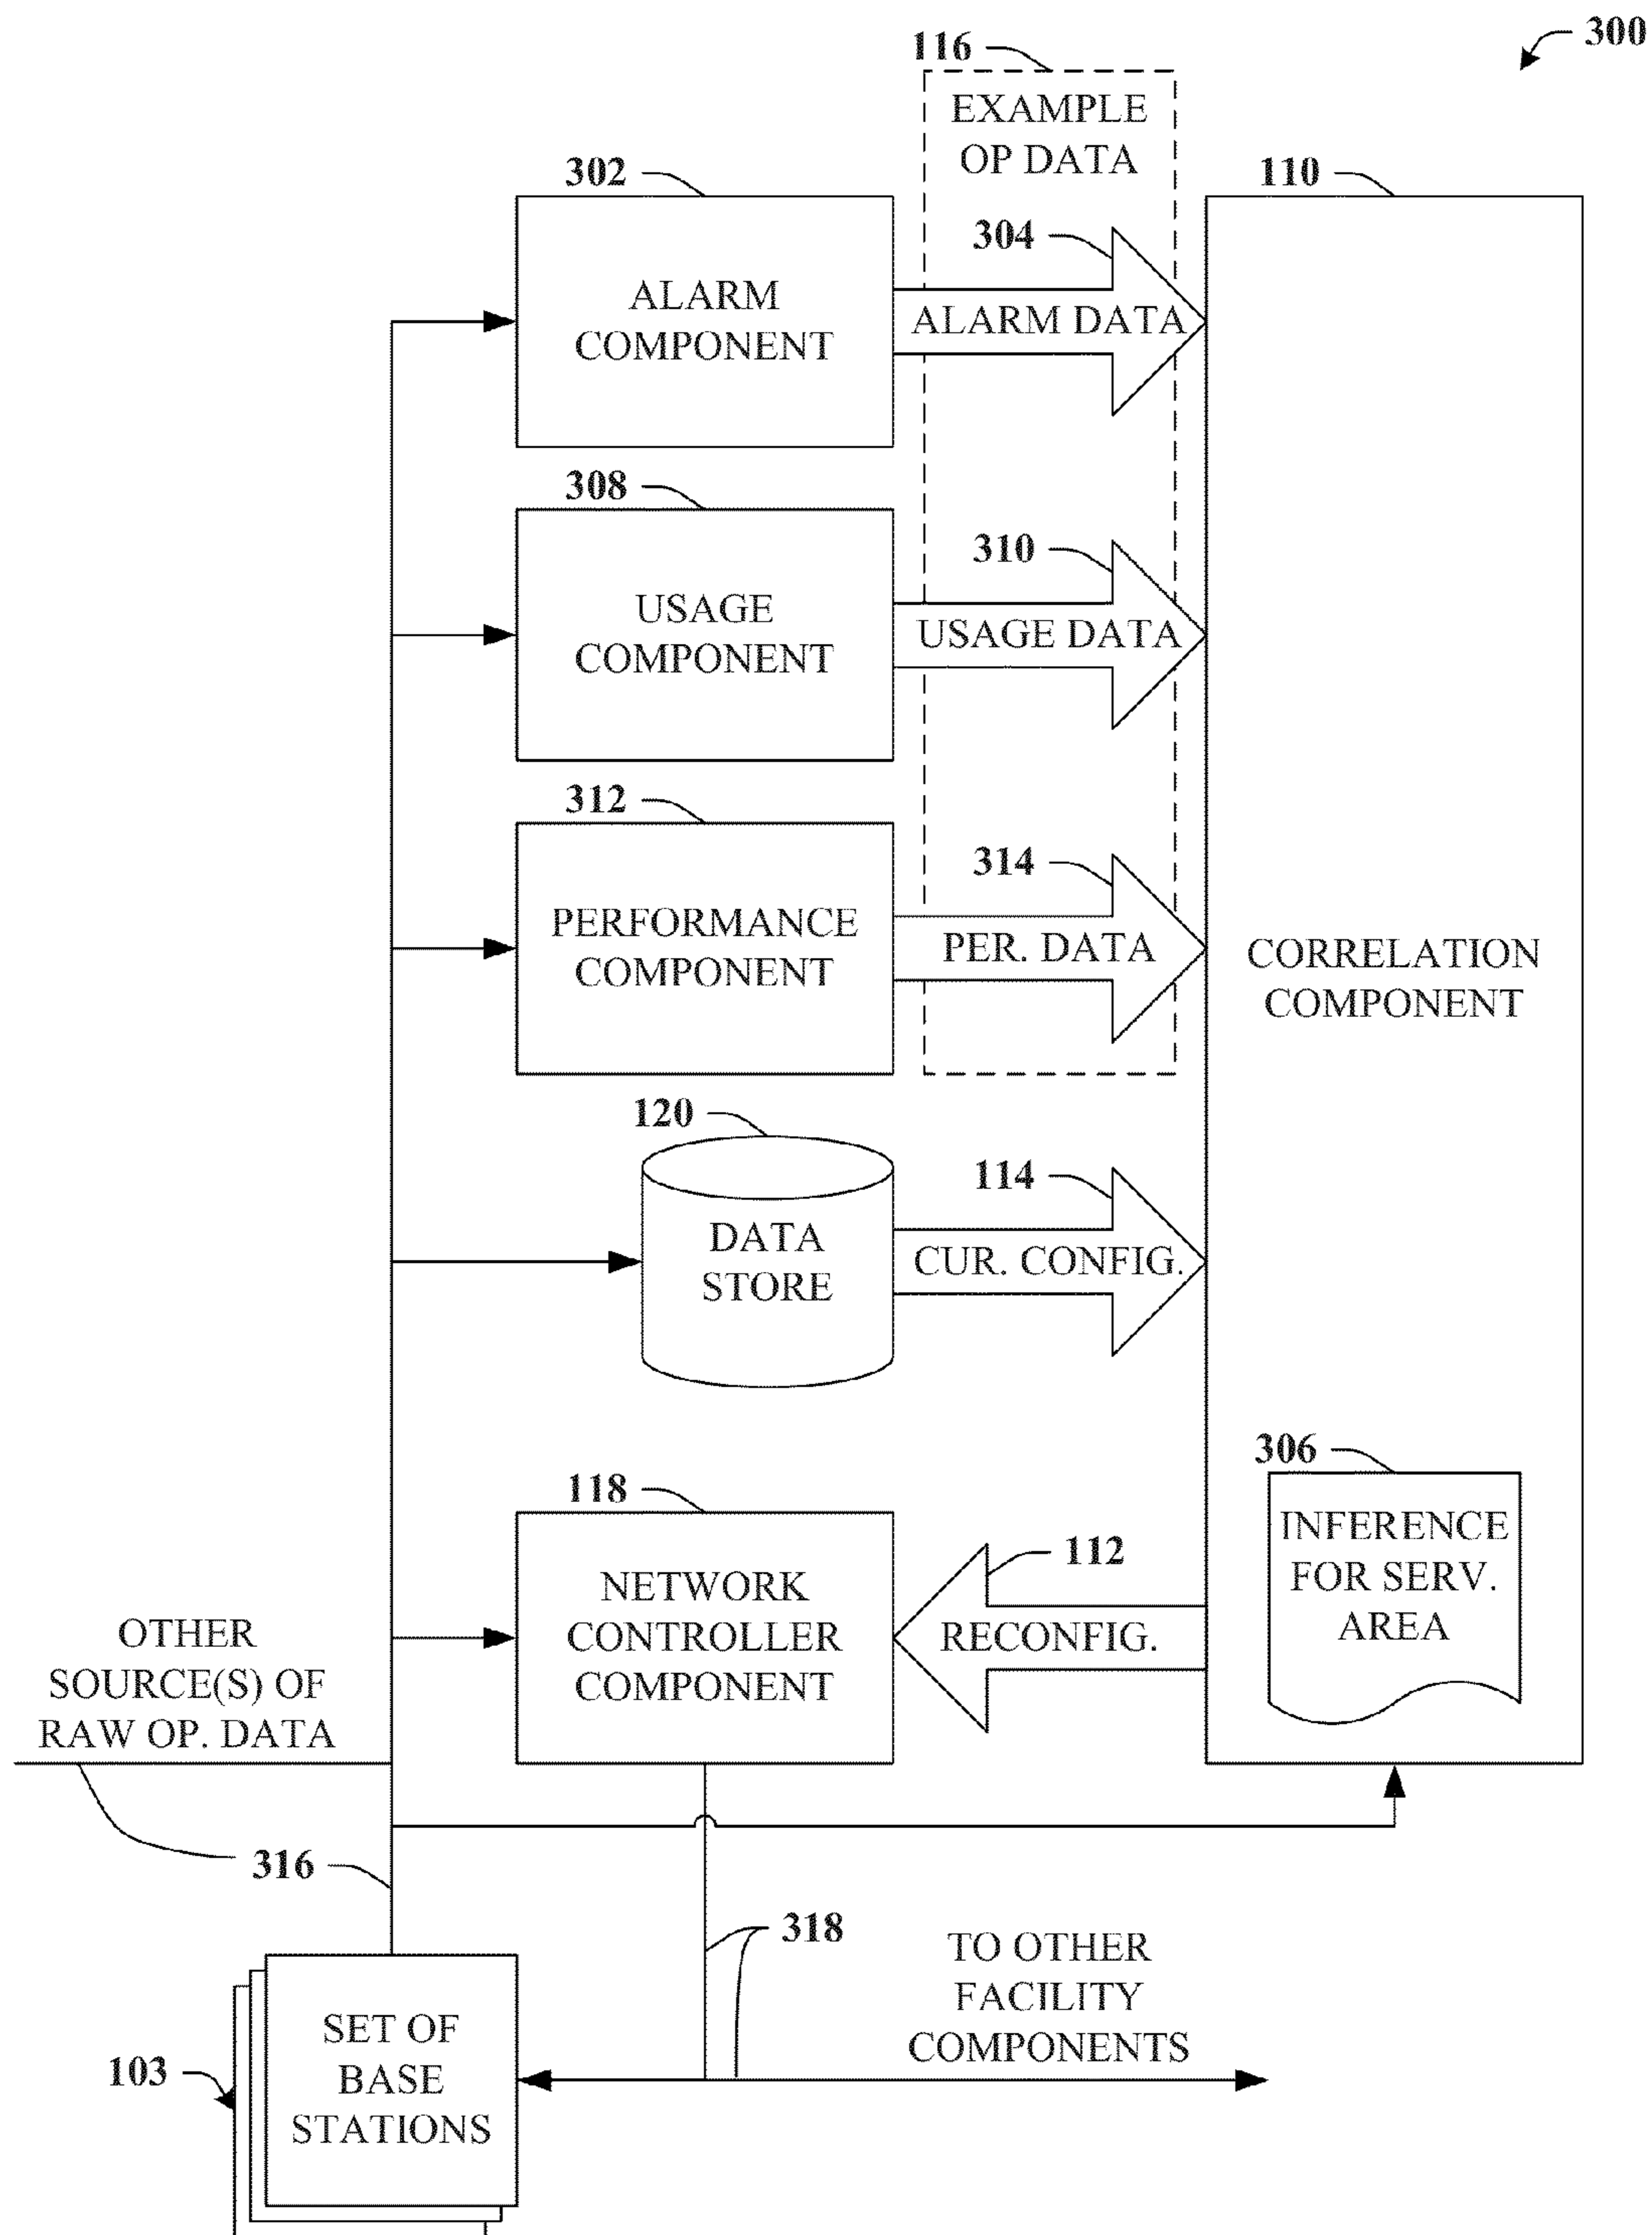 300
116
EXAMPLE
OP DATA
302
110
304
ALARM
COMPONENT
ALARM DATA
308
310
USAGE
COMPONENT
USAGE DATA
312
314
PERFORMANCE
COMPONENT
PER. DATA
CORRELATION
COMPONENT
120
114
DATA
STORE
CUR. CONFIG.
306
INFERENCE
FOR SERV.
AREA
118
112
NETWORK
CONTROLLER
COMPONENT
RECONFIG.
OTHER
SOURCE(S) OF
RAW OP. DATA
316
318
TO OTHER
FACILITY
COMPONENTS
103
SET OF
BASE
STATIONS